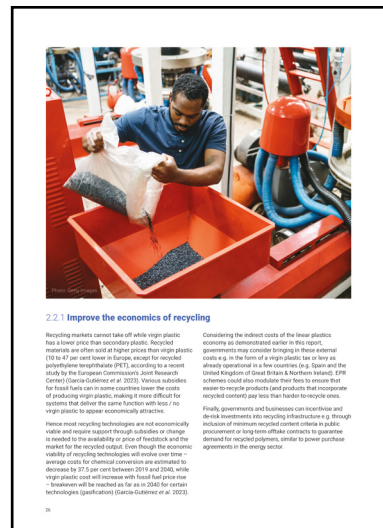 Photo: Getty Images
2.2.1 Improve the economics of recycling
Recycling markets cannot take off while virgin plastic
has a lower price than secondary plastic. Recycled
materials are often sold at higher prices than virgin plastic
(10 to 47 per cent lower in Europe, except for recycled
polyethylene terephthalate (PET), according to a recent
study by the European Commission's Joint Research
Center) (García-Gutiérrez et al. 2023). Various subsidies
for fossil fuels can in some countries lower the costs
of producing virgin plastic, making it more difficult for
systems that deliver the same function with less / no
virgin plastic to appear economically attractive.
Hence most recycling technologies are not economically
viable and require support through subsidies or change
is needed to the availability or price of feedstock and the
market for the recycled output. Even though the economic
viability of recycling technologies will evolve over time –
average costs for chemical conversion are estimated to
decrease by 37.5 per cent between 2019 and 2040, while
virgin plastic cost will increase with fossil fuel price rise
– breakeven will be reached as far as in 2040 for certain
technologies (gasification) (García-Gutiérrez et al. 2023).
Considering the indirect costs of the linear plastics
economy as demonstrated earlier in this report,
governments may consider bringing in these external
costs e.g. in the form of a virgin plastic tax or levy as
already operational in a few countries (e.g. Spain and the
United Kingdom of Great Britain & Northern Ireland). EPR
schemes could also modulate their fees to ensure that
easier-to-recycle products (and products that incorporate
recycled content) pay less than harder-to-recycle ones.
Finally, governments and businesses can incentivise and
de-risk investments into recycling infrastructure e.g. through
inclusion of minimum recycled content criteria in public
procurement or long-term offtake contracts to guarantee
demand for recycled polymers, similar to power purchase
agreements in the energy sector.
26